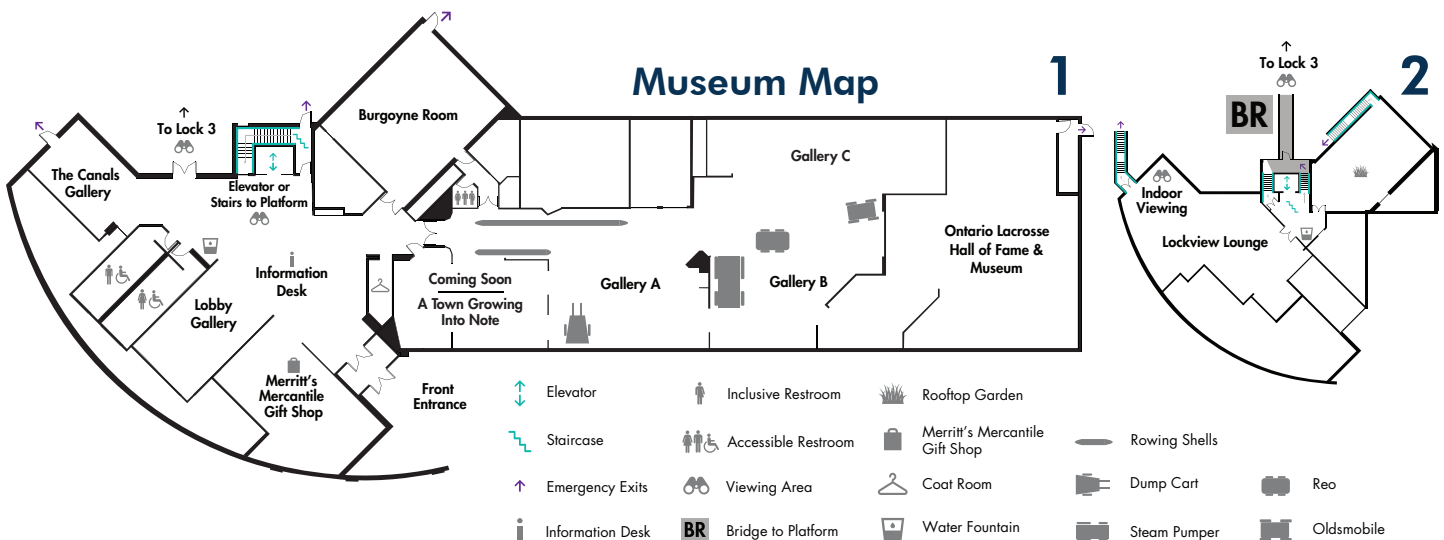 Museum Map
1
2
To Lock 3
BR
Burgoyne Room
To Lock 3
The Canals
Gallery
Elevator or
Stairs to Platform
Information
Desk
Lobby
Gallery
Merritt's
Mercantile
Gift Shop
Front
Entrance
Coming Soon
A Town Growing
Into Note
Gallery A
Gallery B
Gallery C
Ontario Lacrosse
Hall of Fame &
Museum
Indoor
Viewing
Lockview Lounge
Elevator
Staircase
Emergency Exits
Information Desk
Inclusive Restroom
Accessible Restroom
Viewing Area
BR Bridge to Platform
Rooftop Garden
Merritt's Mercantile
Gift Shop
Coat Room
Water Fountain
Rowing Shells
Dump Cart
Steam Pumper
Reo
Oldsmobile